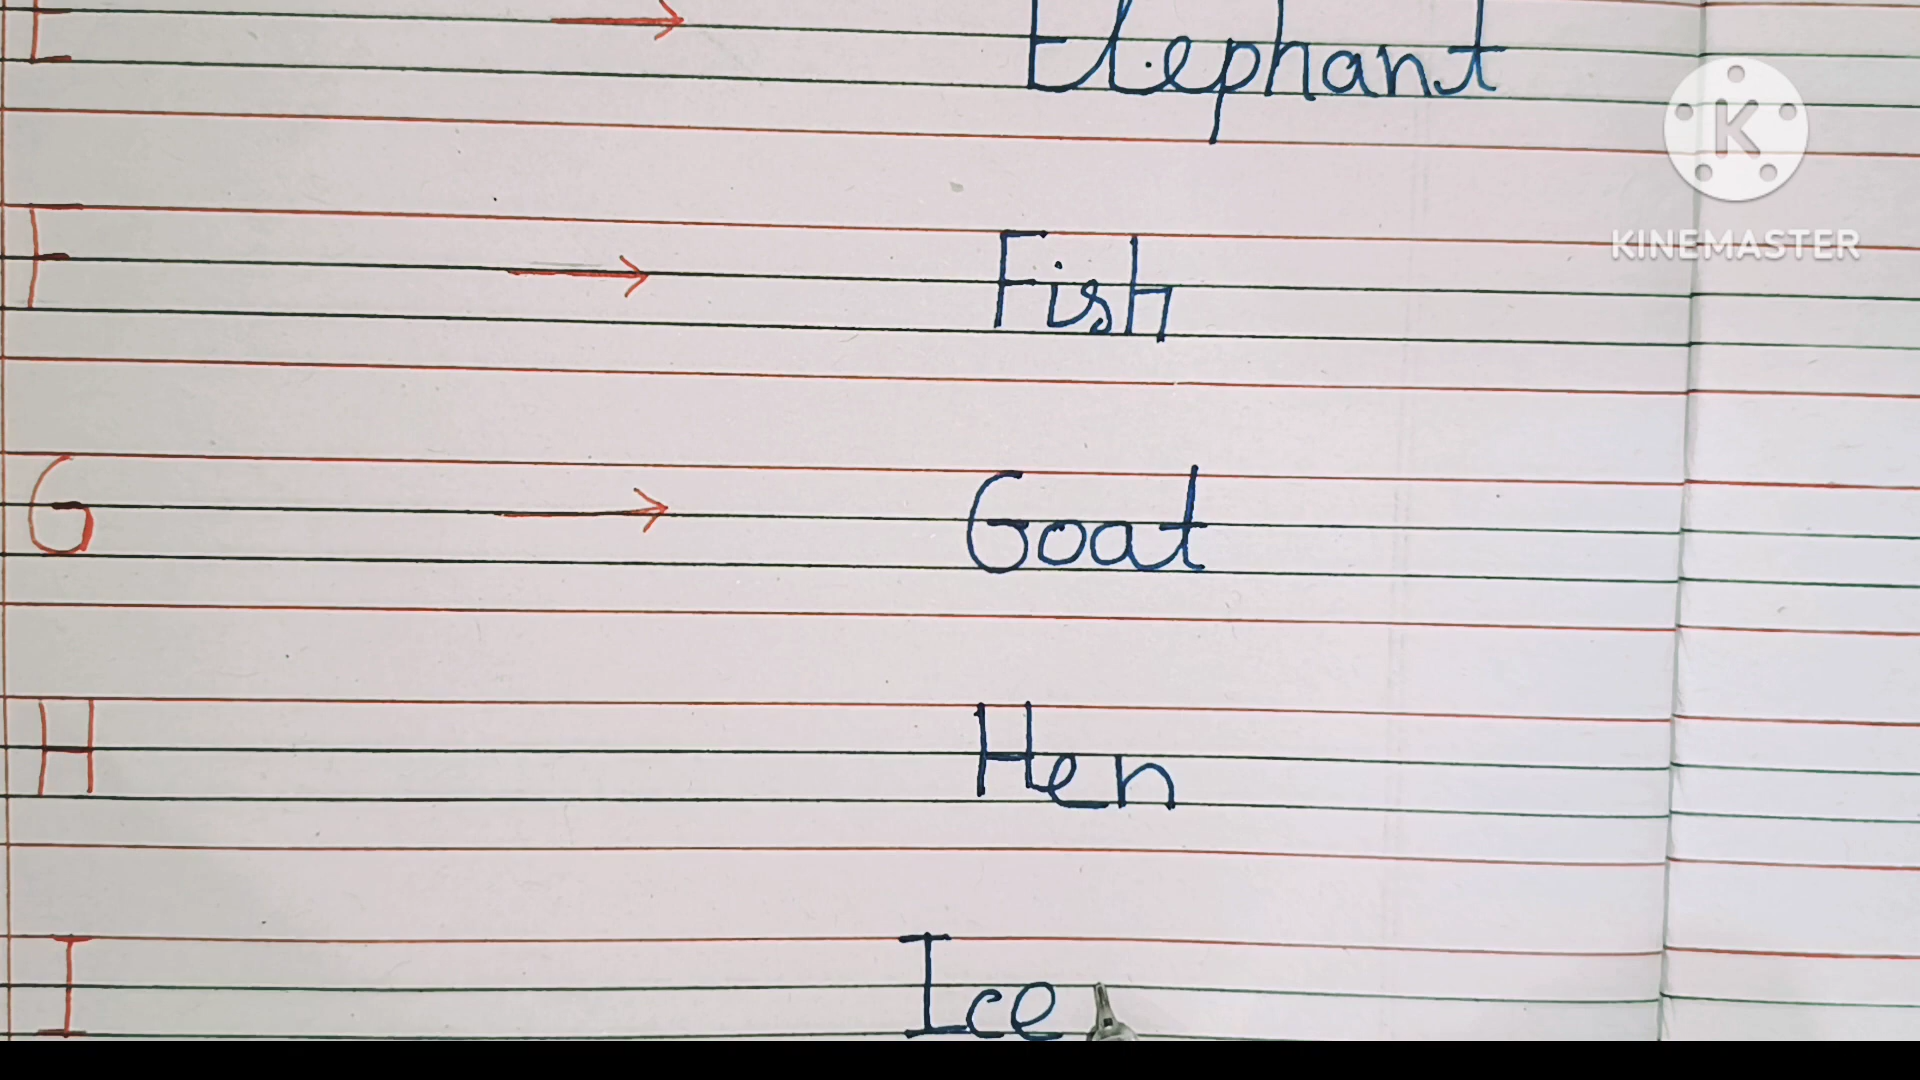 E → Elephant
K
KINEMASTER
F → Fish
G → Goat
H Hen
I Ice